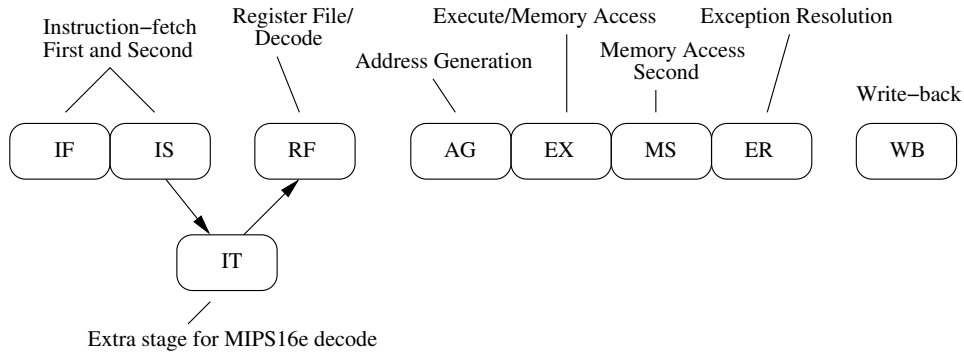 Instruction−fetch
First and Second
Register File/
Decode
Execute/Memory Access
Exception Resolution
Address Generation
Memory Access
Second
Write−back
IF
IS
RF
AG
EX
MS
ER
WB
IT
Extra stage for MIPS16e decode